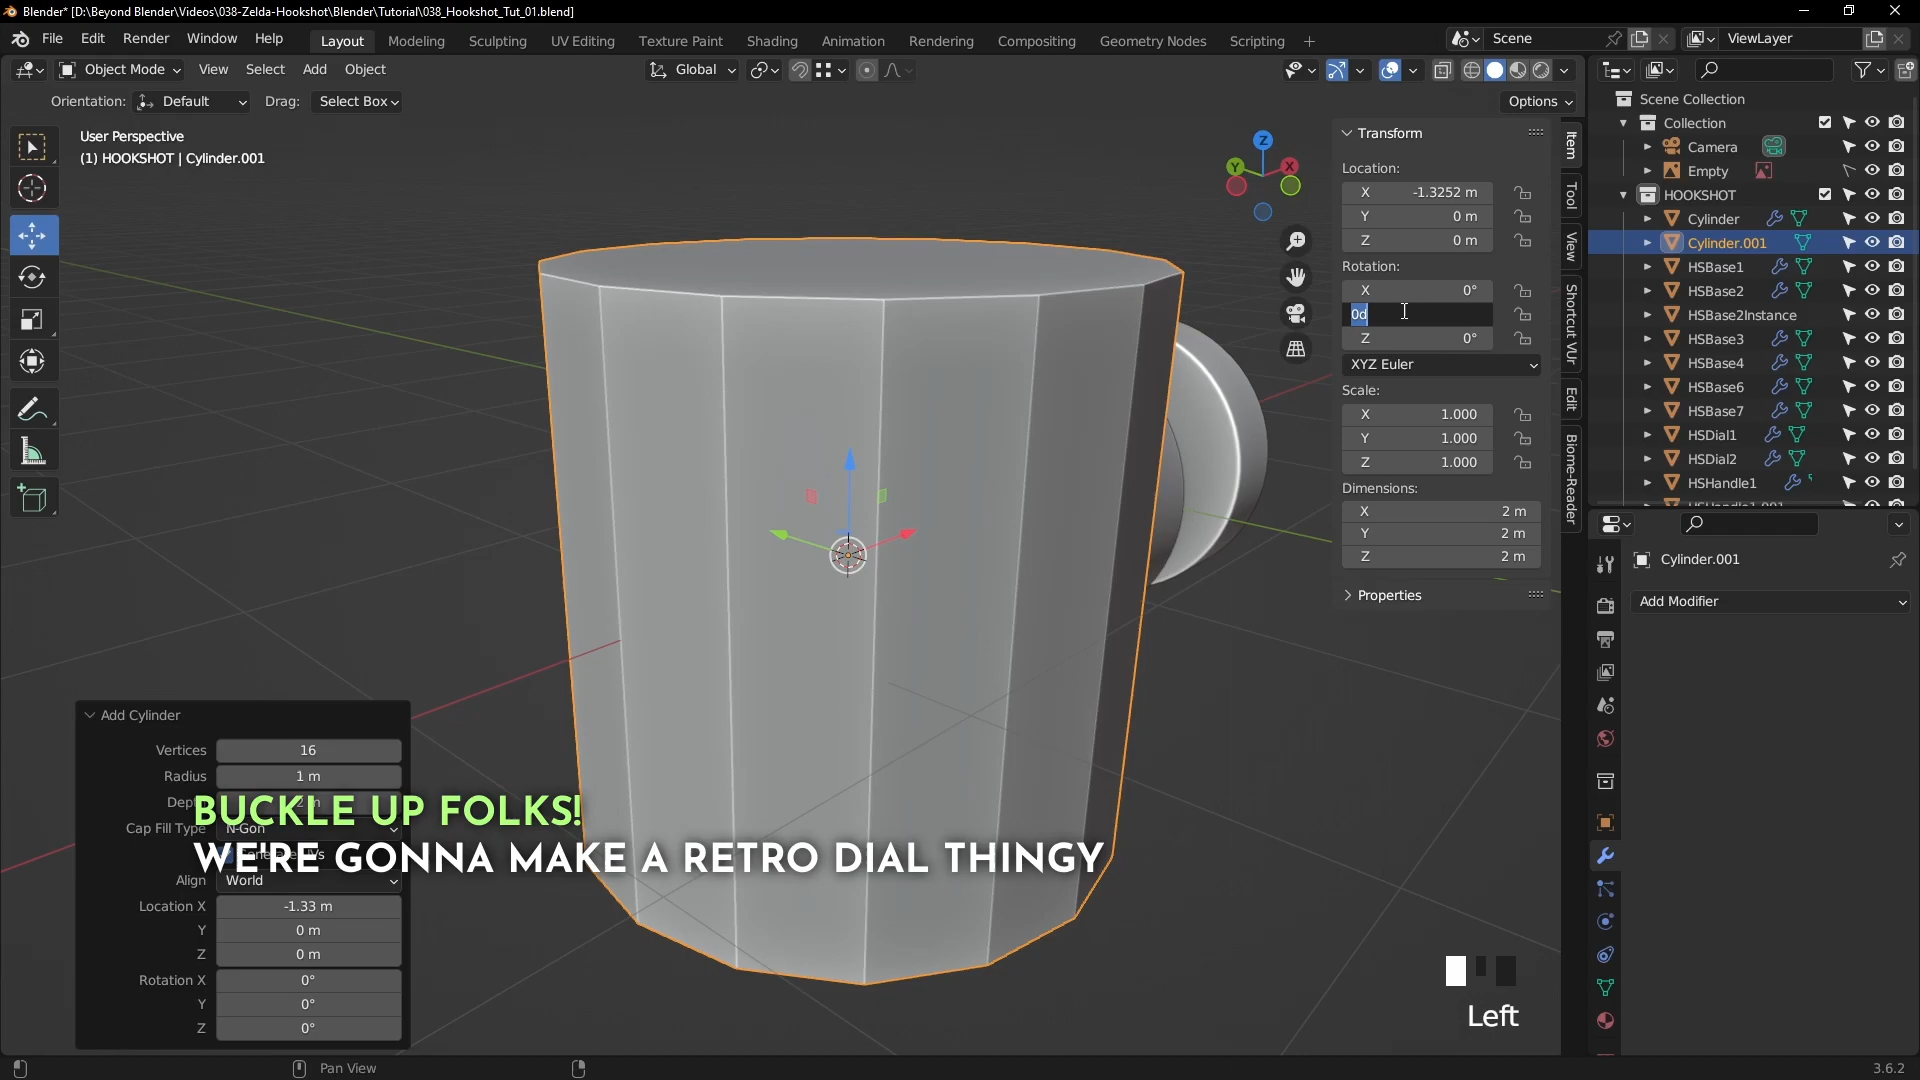 Blender* [D:\Beyond Blender\Videos\038-Zelda-Hookshot\Blender\Tutorial\038_Hookshot_Tut_01.blend]
File Edit Render Window Help Layout Modeling Sculpting UV Editing Texture Paint Shading Animation Rendering Compositing Geometry Nodes Scripting + Scene ViewLayer
Object Mode View Select Add Object Global
Orientation: Default Drag: Select Box Options
User Perspective
(1) HOOKSHOT | Cylinder.001
Z
Y X
Transform
Location:
X -1.3252 m
Y 0 m
Z 0 m
Rotation:
X 0°
0d
Z 0°
XYZ Euler
Scale:
X 1.000
Y 1.000
Z 1.000
Dimensions:
X 2 m
Y 2 m
Z 2 m
Properties
Item
Tool
View
Shortcut VUr
Edit
Biome-Reader
Scene Collection
Collection
Camera
Empty
HOOKSHOT
Cylinder
Cylinder.001
HSBase1
HSBase2
HSBase2Instance
HSBase3
HSBase4
HSBase6
HSBase7
HSDial1
HSDial2
HSHandle1
Cylinder.001
Add Modifier
Add Cylinder
Vertices 16
Radius 1 m
Cap Fill Type N-Gon
Align World
Location X -1.33 m
Y 0 m
Z 0 m
Rotation X 0°
Y 0°
Z 0°
BUCKLE UP FOLKS!
WE'RE GONNA MAKE A RETRO DIAL THINGY
Left
Pan View
3.6.2